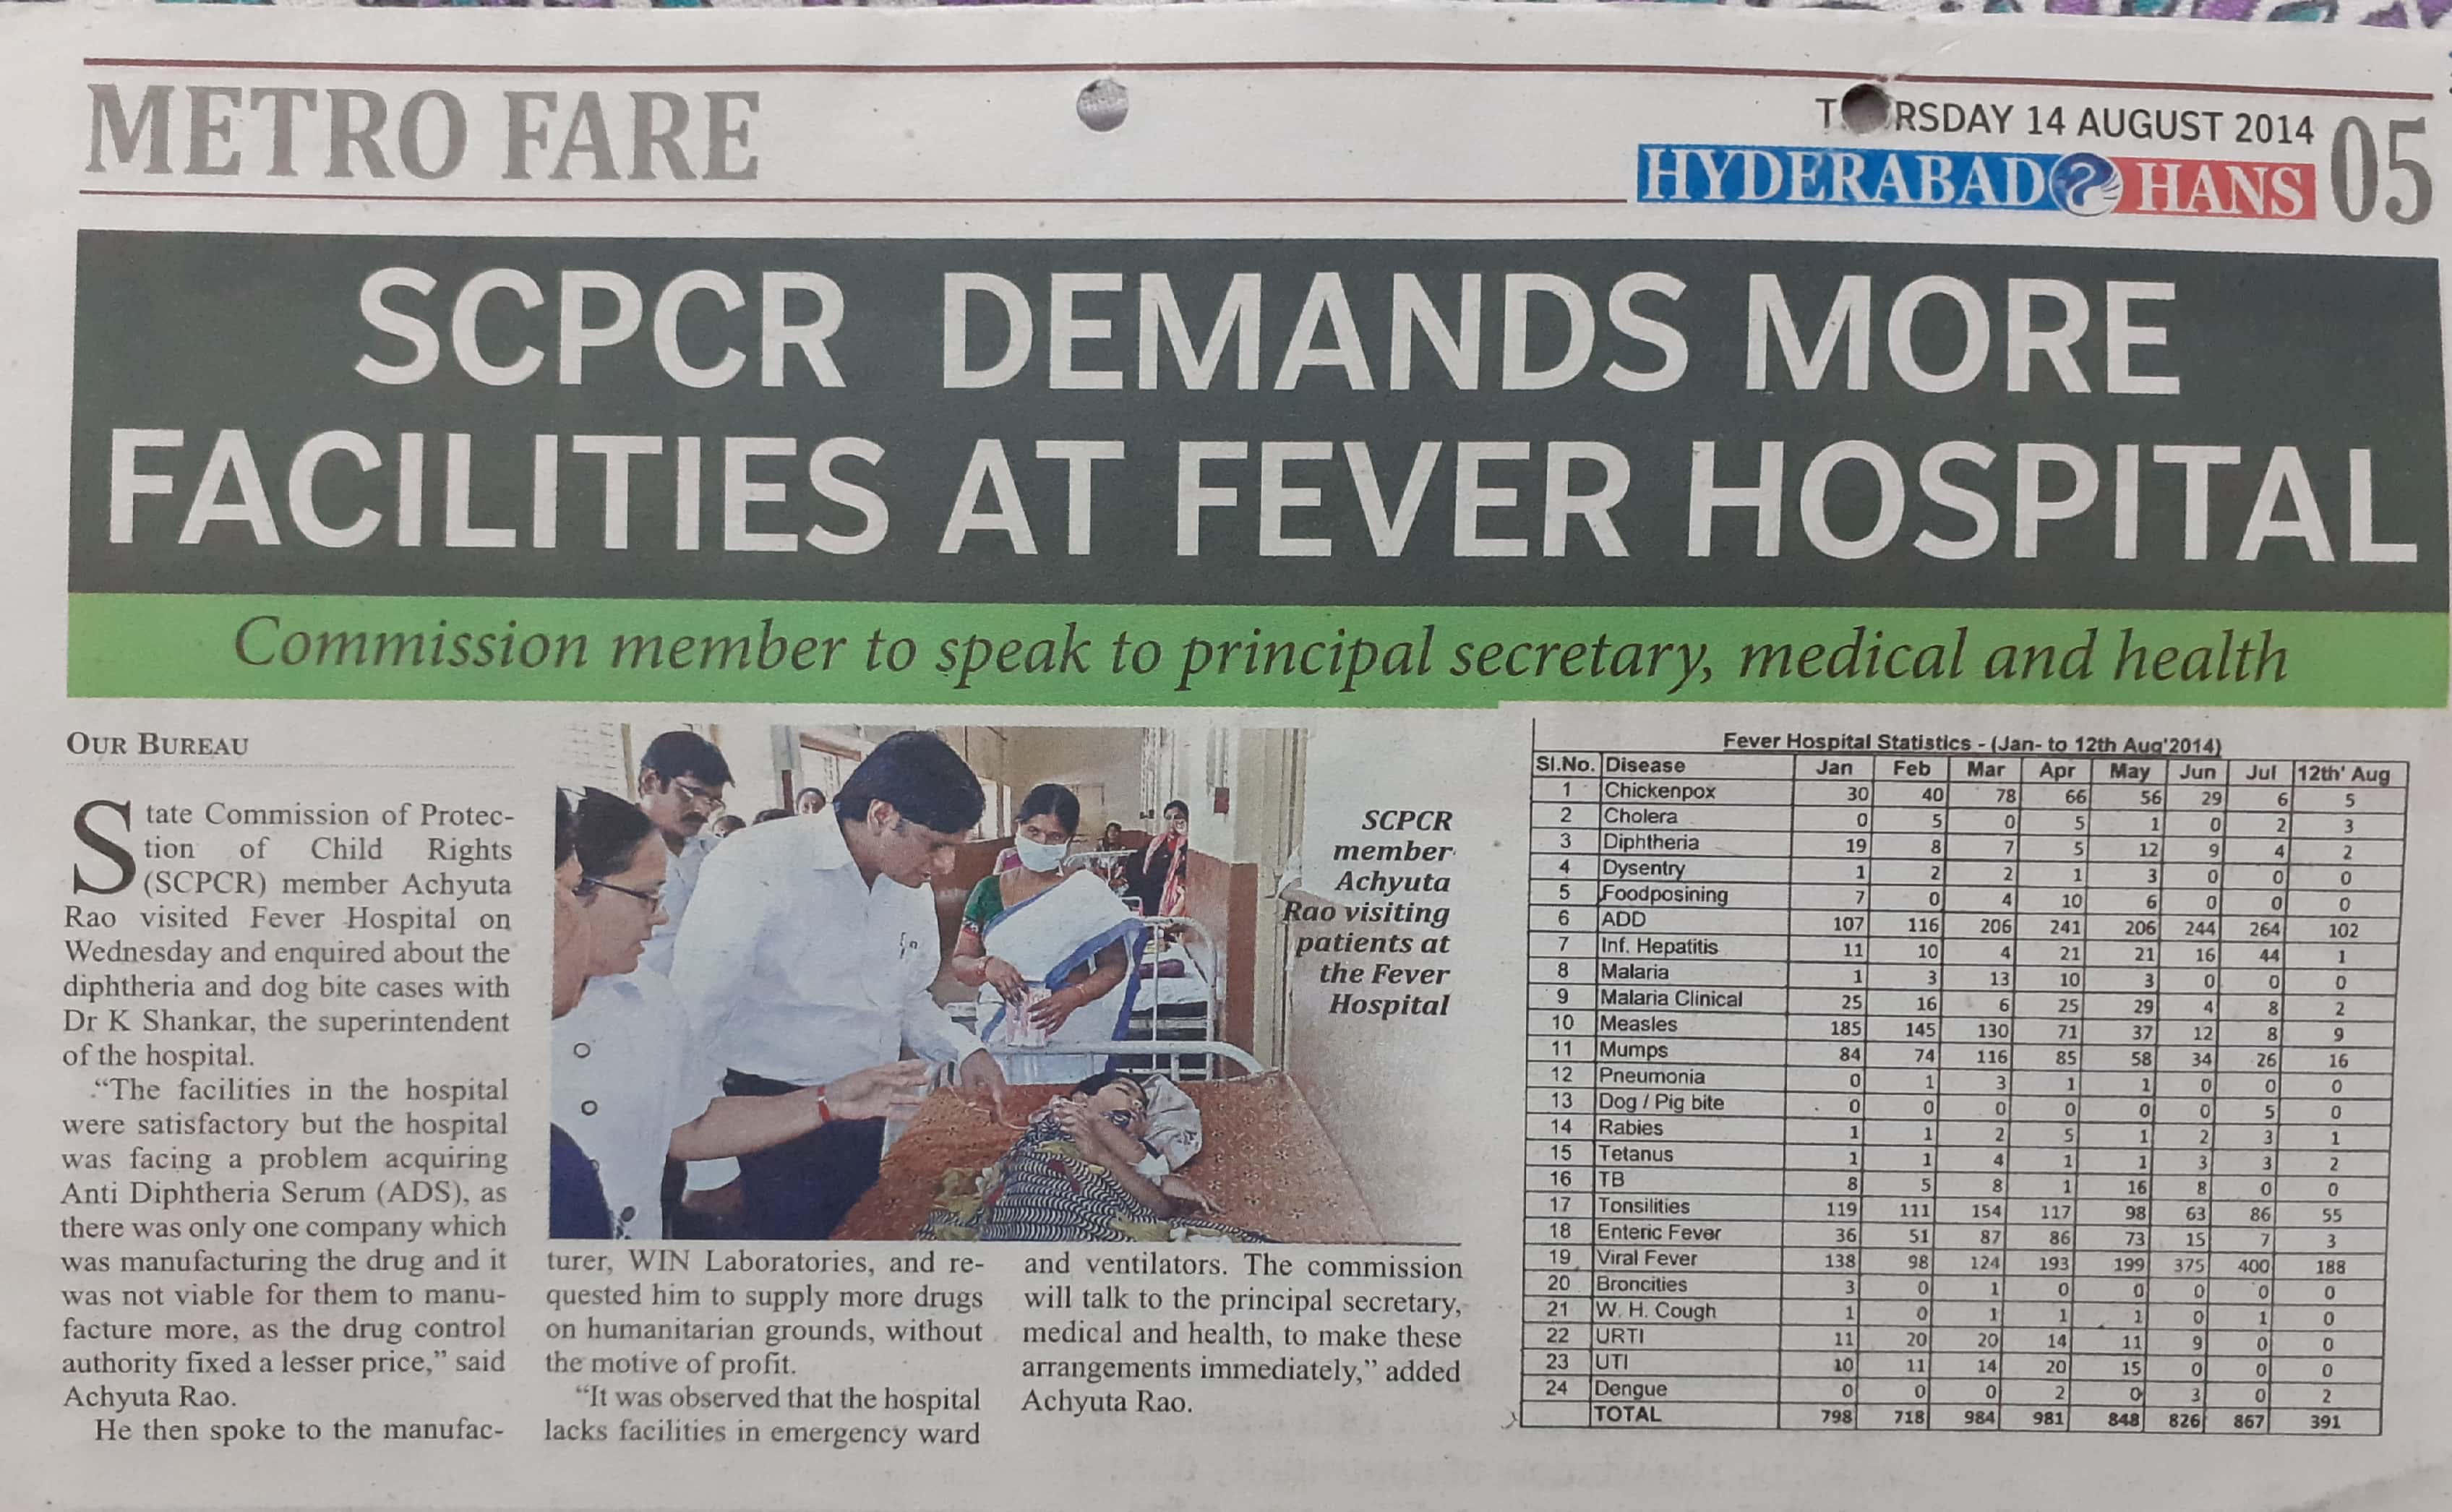 METRO FARE
T RSDAY 14 AUGUST 2014
HYDERABAD HANS
05
SCPCR DEMANDS MORE
FACILITIES AT FEVER HOSPITAL
Commission member to speak to principal secretary, medical and health
OUR BUREAU
State Commission of Protec-
tion of Child Rights
(SCPCR) member Achyuta
Rao visited Fever Hospital on
Wednesday and enquired about the
diphtheria and dog bite cases with
Dr K Shankar, the superintendent
of the hospital.
“The facilities in the hospital
were satisfactory but the hospital
was facing a problem acquiring
Anti Diphtheria Serum (ADS), as
there was only one company which
was manufacturing the drug and it
was not viable for them to manu-
facture more, as the drug control
authority fixed a lesser price,” said
Achyuta Rao.
He then spoke to the manufac-
turer, WIN Laboratories, and re-
quested him to supply more drugs
on humanitarian grounds, without
the motive of profit.
“It was observed that the hospital
lacks facilities in emergency ward
and ventilators. The commission
will talk to the principal secretary,
medical and health, to make these
arrangements immediately,” added
Achyuta Rao.
SCPCR
member
Achyuta
Rao visiting
patients at
the Fever
Hospital
Fever Hospital Statistics - (Jan- to 12th Aug'2014)
Sl.No. Disease Jan Feb Mar Apr May Jun Jul 12th' Aug
1 Chickenpox 30 40 78 66 56 29 6 5
2 Cholera 0 5 0 5 1 0 2 3
3 Diphtheria 19 8 7 5 12 9 4 2
4 Dysentry 1 2 2 1 3 0 0 0
5 Foodposining 7 0 4 10 6 0 0 0
6 ADD 107 116 206 241 206 244 264 102
7 Inf. Hepatitis 11 10 4 21 21 16 44 1
8 Malaria 1 3 13 10 3 0 0 0
9 Malaria Clinical 25 16 6 25 29 4 8 2
10 Measles 185 145 130 71 37 12 8 9
11 Mumps 84 74 116 85 58 34 26 16
12 Pneumonia 0 1 3 1 1 0 0 0
13 Dog / Pig bite 0 0 0 0 0 0 5 0
14 Rabies 1 1 2 5 1 2 3 1
15 Tetanus 1 1 4 1 1 3 3 2
16 TB 8 5 8 1 16 8 0 0
17 Tonsilities 119 111 154 117 98 63 86 55
18 Enteric Fever 36 51 87 86 73 15 7 3
19 Viral Fever 138 98 124 193 199 375 400 188
20 Broncities 3 0 1 0 0 0 0 0
21 W. H. Cough 1 0 1 1 1 0 1 0
22 URTI 11 20 20 14 11 9 0 0
23 UTI 10 11 14 20 15 0 0 0
24 Dengue 0 0 0 2 0 3 0 2
TOTAL 798 718 984 981 848 826 867 391